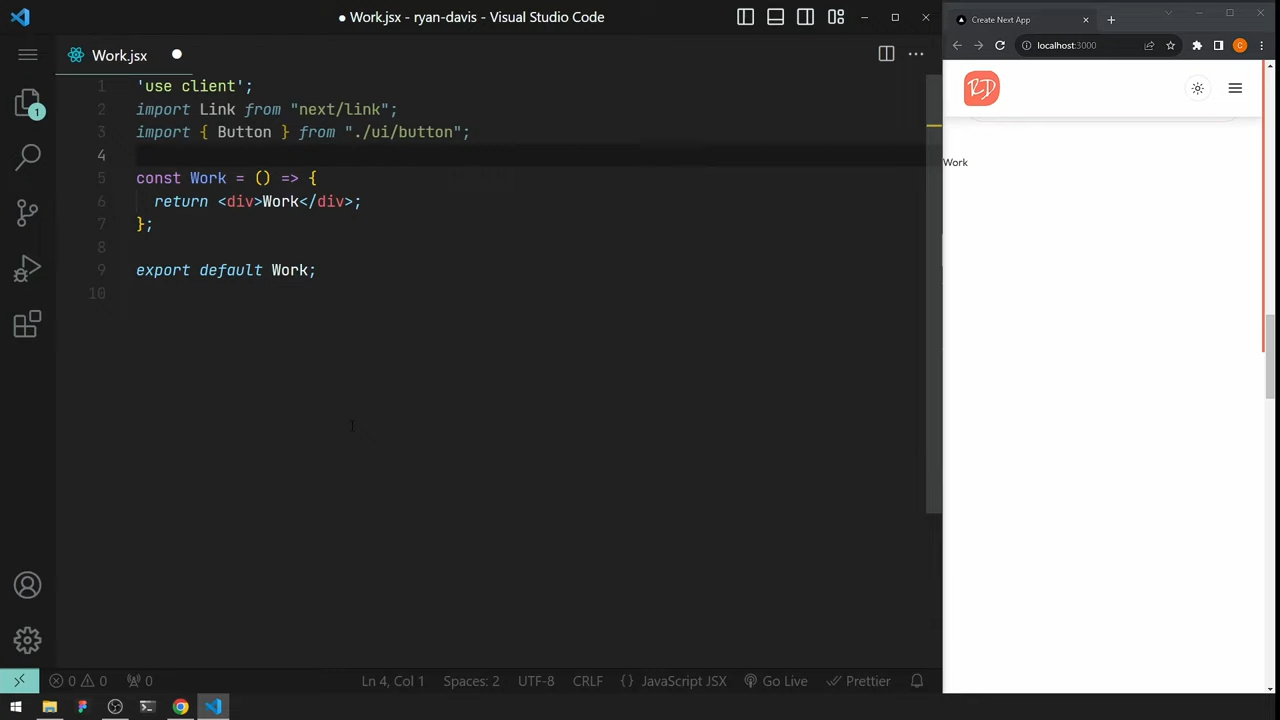 Work.jsx - ryan-davis - Visual Studio Code
Work.jsx
1 'use client';
2 import Link from "next/link";
3 import { Button } from "./ui/button";
4
5 const Work = () => {
6 return <div>Work</div>;
7 };
8
9 export default Work;
10
1
0 0 0
Ln 4, Col 1 Spaces: 2 UTF-8 CRLF {} JavaScript JSX Go Live Prettier
Create Next App
localhost:3000
C
RD
Work